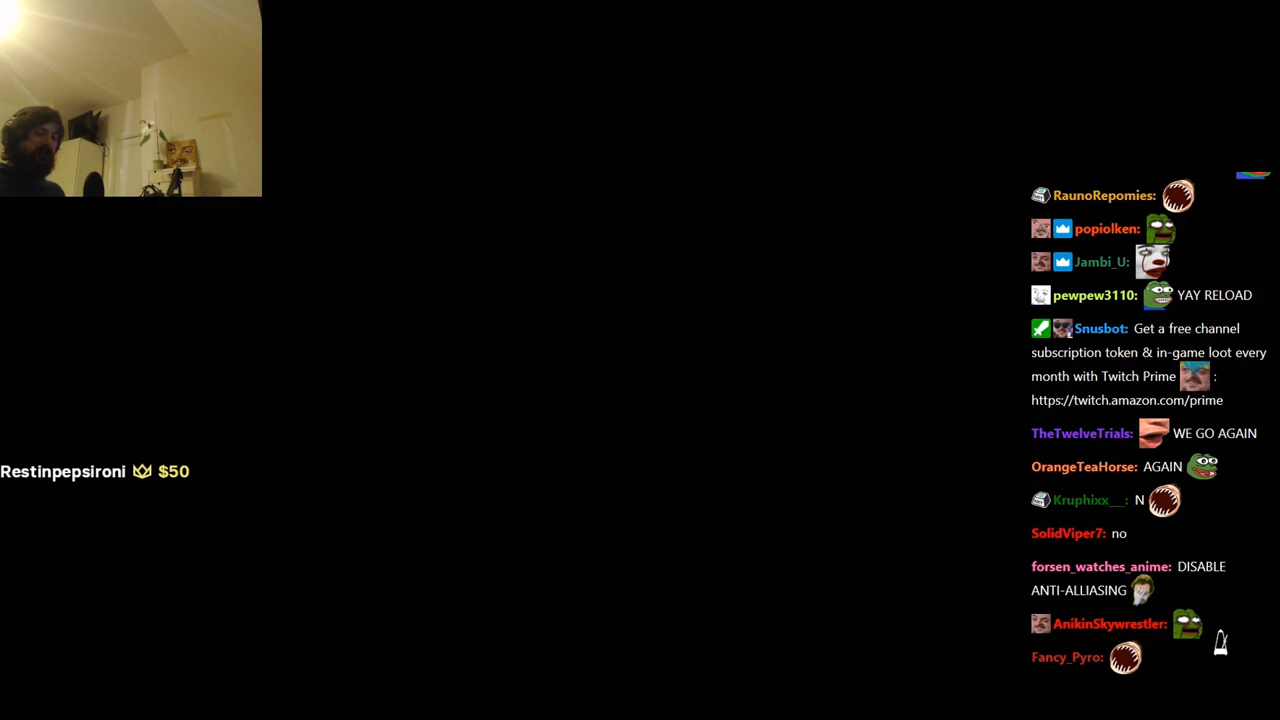 RaunoRepomies:
popiolken:
Jambi_U:
pewpew3110: YAY RELOAD
Snusbot: Get a free channel
subscription token & in-game loot every
month with Twitch Prime :
https://twitch.amazon.com/prime
TheTwelveTrials: WE GO AGAIN
Restinpepsironi $50
OrangeTeaHorse: AGAIN
Kruphixx__: N
SolidViper7: no
forsen_watches_anime: DISABLE
ANTI-ALLIASING
AnikinSkywrestler:
Fancy_Pyro: